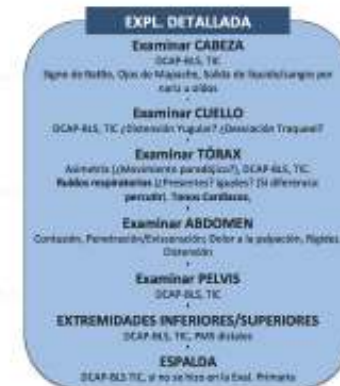 EXPL. DETALLADA
Examinar CABEZA
DCAP-BLS, TIC
Signo de Battle, Ojos de Mapache, Salida de líquido/sangre por
nariz u oídos
Examinar CUELLO
DCAP-BLS, TIC ¿Distensión Yugular? ¿Desviación Traqueal?
Examinar TÓRAX
Asimetría (¿Movimiento paradójico?), DCAP-BLS, TIC.
Ruidos respiratorios (¿Presentes? Iguales? (Si diferencia:
percudir). Tonos Cardiacos.
Examinar ABDOMEN
Contusión, Penetración/Evisceración; Dolor a la palpación, Rigidez,
Distensión
Examinar PELVIS
DCAP-BLS, TIC
EXTREMIDADES INFERIORES/SUPERIORES
DCAP-BLS, TIC, PMS distales
ESPALDA
DCAP-BLS TIC, si no se hizo en la Eval. Primaria